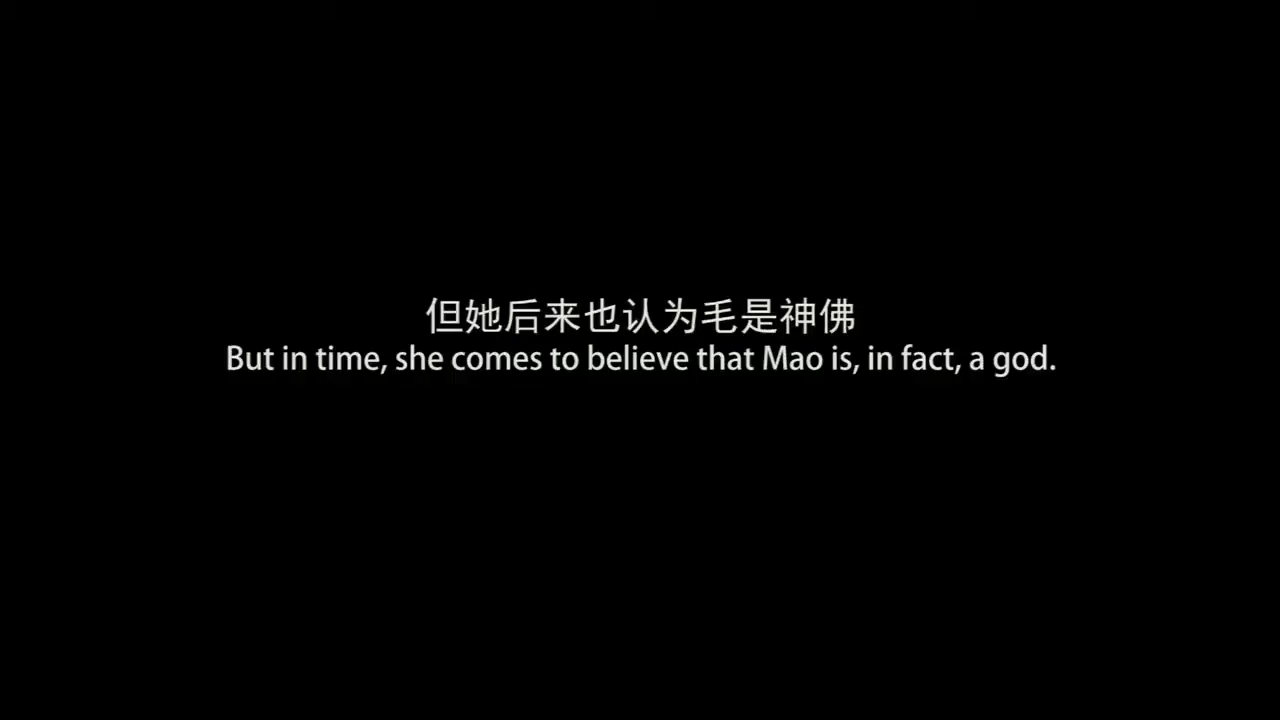 但她后来也认为毛是神佛
But in time, she comes to believe that Mao is, in fact, a god.